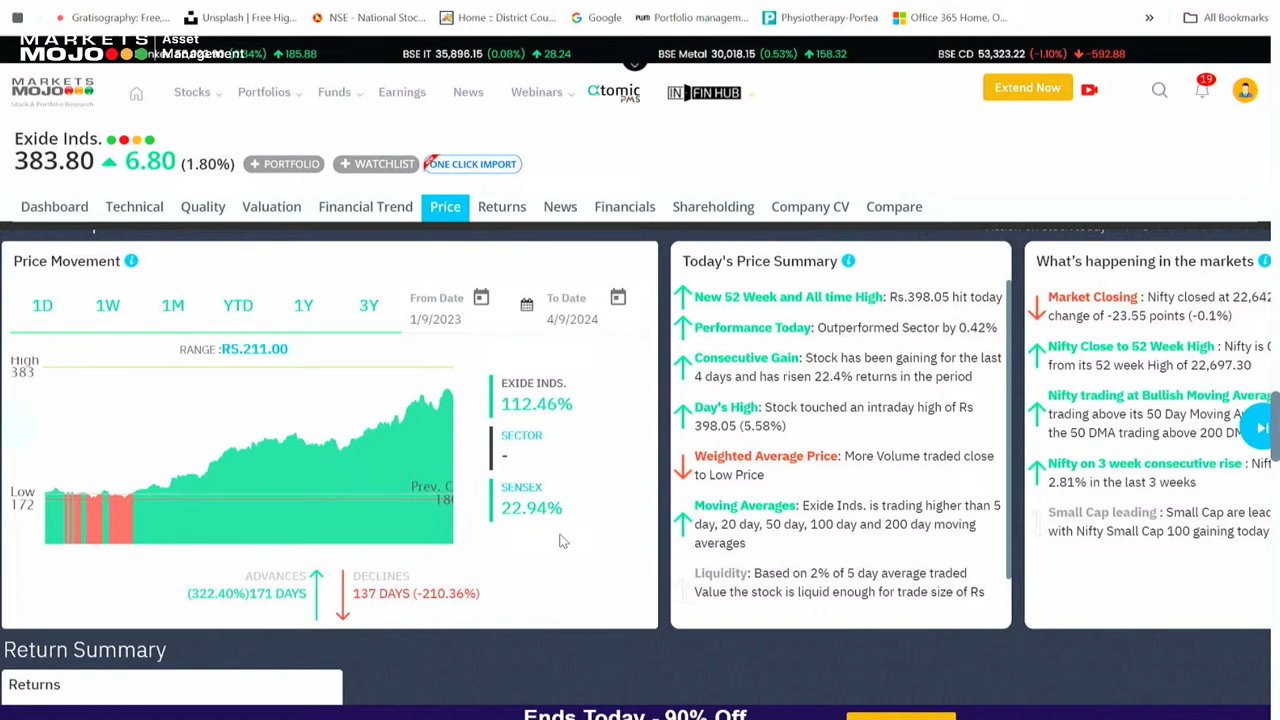 Gratisography: Free,...
Unsplash | Free Hig...
NSE - National Stoc...
Home :: District Cou...
Google
Portfolio managem...
Physiotherapy-Portea
Office 365 Home, O...
»
All Bookmarks
MARKETS MOJO
Asset Management
185.88
BSE IT 35,896.15 (0.08%) 28.24
BSE Metal 30,018.15 (0.53%) 158.32
BSE CD 53,323.22 (-1.10%) -592.88
MARKETS MOJO
Stock & Portfolio Research
Stocks
Portfolios
Funds
Earnings
News
Webinars
atomic PMS
IN FIN HUB
Extend Now
19
Exide Inds.
383.80 6.80 (1.80%)
+ PORTFOLIO
+ WATCHLIST
ONE CLICK IMPORT
Dashboard Technical Quality Valuation Financial Trend Price Returns News Financials Shareholding Company CV Compare
Price Movement
1D 1W 1M YTD 1Y 3Y
From Date
1/9/2023
To Date
4/9/2024
RANGE :RS.211.00
High
383
Low
172
Prev. C
EXIDE INDS.
112.46%
SECTOR
-
SENSEX
22.94%
ADVANCES
(322.40%)171 DAYS
DECLINES
137 DAYS (-210.36%)
Today's Price Summary
New 52 Week and All time High: Rs.398.05 hit today
Performance Today: Outperformed Sector by 0.42%
Consecutive Gain: Stock has been gaining for the last
4 days and has risen 22.4% returns in the period
Day's High: Stock touched an intraday high of Rs
398.05 (5.58%)
Weighted Average Price: More Volume traded close
to Low Price
Moving Averages: Exide Inds. is trading higher than 5
day, 20 day, 50 day, 100 day and 200 day moving
averages
Liquidity: Based on 2% of 5 day average traded
Value the stock is liquid enough for trade size of Rs
What's happening in the markets
Market Closing : Nifty closed at 22,642
change of -23.55 points (-0.1%)
Nifty Close to 52 Week High : Nifty is
from its 52 week High of 22,697.30
Nifty trading at Bullish Moving Averag
trading above its 50 Day Moving
the 50 DMA trading above 200
Nifty on 3 week consecutive rise : Nift
2.81% in the last 3 weeks
Small Cap leading : Small Cap are lead
with Nifty Small Cap 100 gaining today
Return Summary
Returns
Ends Today - 90% Off